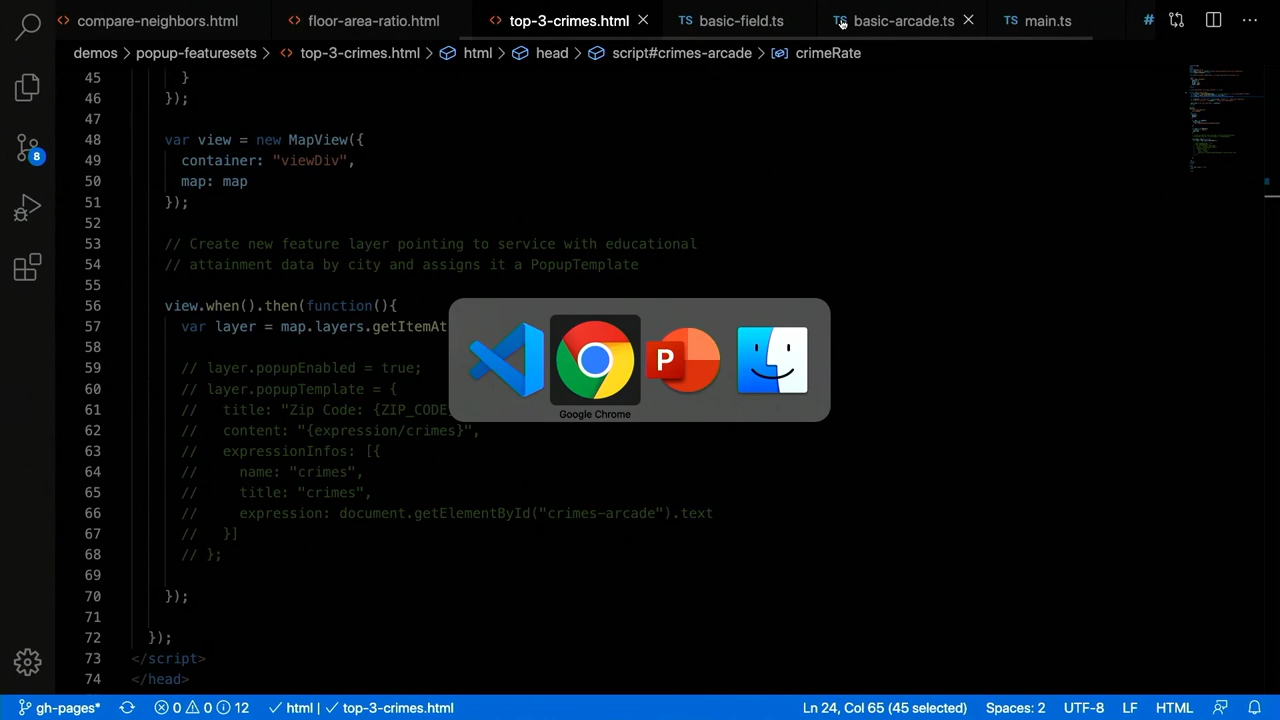 compare-neighbors.html
floor-area-ratio.html
top-3-crimes.html
TS basic-field.ts
TS basic-arcade.ts
TS main.ts
#
demos
popup-featuresets
top-3-crimes.html
html
head
script#crimes-arcade
crimeRate
45 }
46 });
47
48 var view = new MapView({
49 container: "viewDiv",
50 map: map
51 });
52
53 // Create new feature layer pointing to service with educational
54 // attainment data by city and assigns it a PopupTemplate
55
56 view.when().then(function(){
57 var layer = map.layers.getItemAt
58
59 // layer.popupEnabled = true;
60 // layer.popupTemplate = {
61 // title: "Zip Code: {ZIP_CODE
62 // content: "{expression/crimes}",
63 // expressionInfos: [{
64 // name: "crimes",
65 // title: "crimes",
66 // expression: document.getElementById("crimes-arcade").text
67 // }]
68 // };
69
70 });
71
72 });
73 </script>
74 </head>
8
P
Google Chrome
gh-pages*
0
0
12
html
top-3-crimes.html
Ln 24, Col 65 (45 selected)
Spaces: 2
UTF-8
LF
HTML